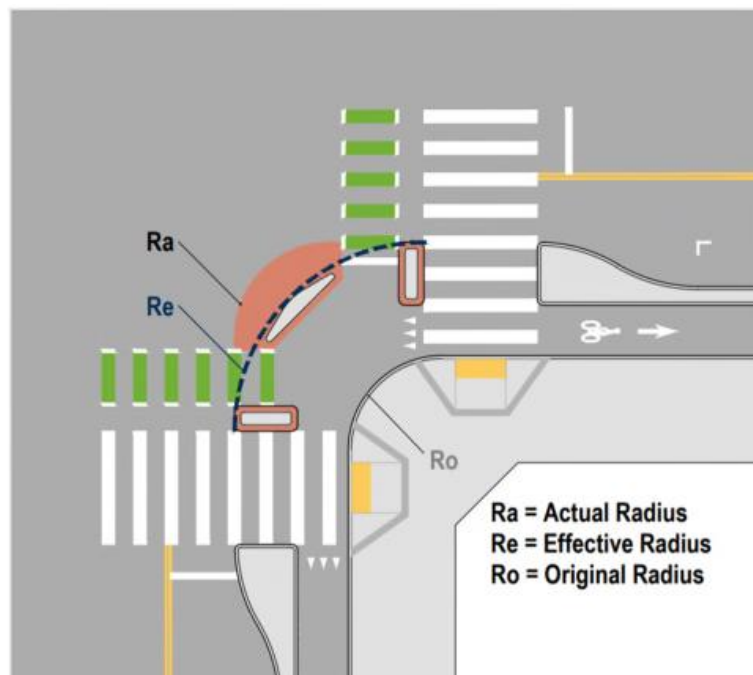 Ra
Re
Ro
Ra = Actual Radius
Re = Effective Radius
Ro = Original Radius